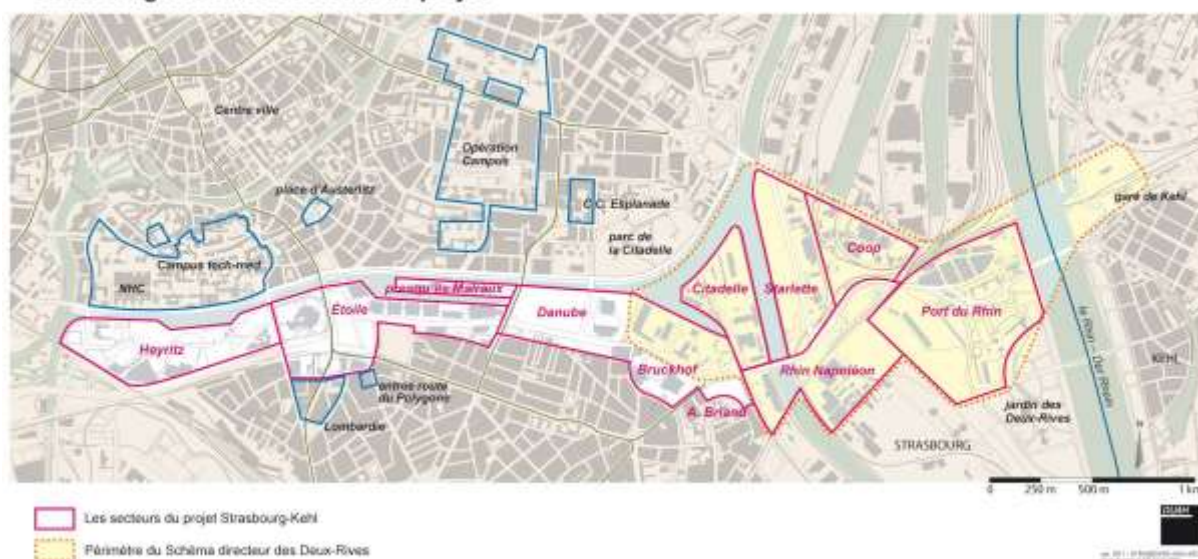 Centre ville
Opération
Campus
place d'Austerlitz
C.C. Esplanade
gare de Kehl
parc de
la Citadelle
Coop
Campus tech-med
NHC
presqu'île Malraux
Citadelle
Starlette
Étoile
Danube
Port du Rhin
le Rhin - Der Rhein
Heyritz
KEHL
Bruckhof
Rhin Napoléon
entrée route
du Polygone
A. Briand
jardin des
Deux-Rives
Lombardie
STRASBOURG
0 250 m 500 m 1 km
Les secteurs du projet Strasbourg-Kehl
Périmètre du Schéma directeur des Deux-Rives